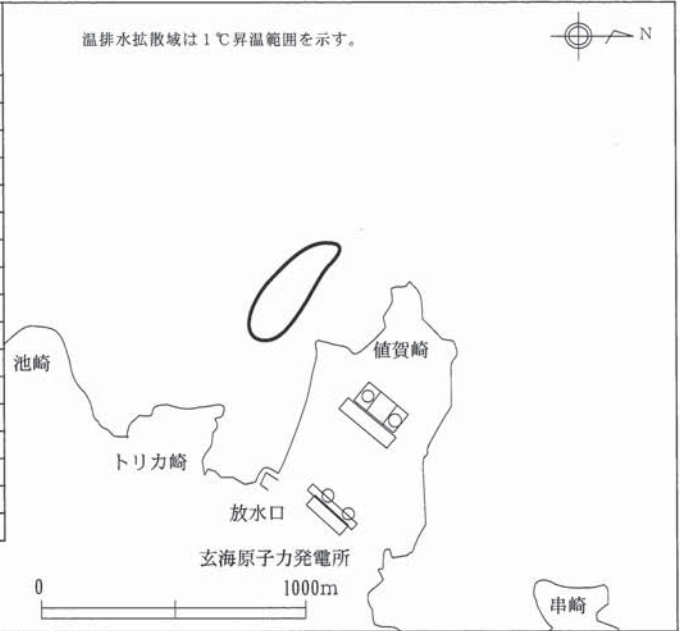 温排水拡散域は1℃昇温範囲を示す。
N
池崎
値賀崎
トリカ崎
放水口
玄海原子力発電所
0 1000m
串崎